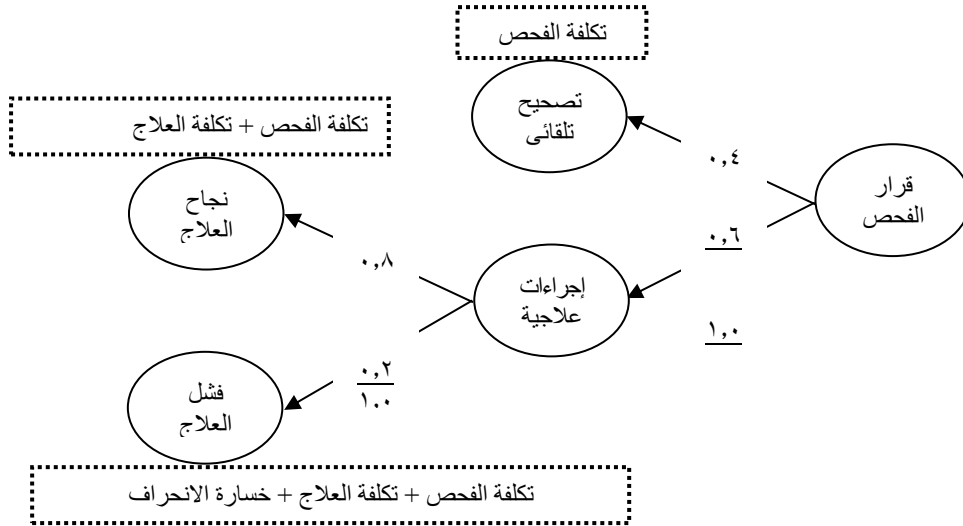 تكلفة الفحص
تصحيح
تلقائى
تكلفة الفحص + تكلفة العلاج
قرار
الفحص
٠,٤
نجاح
العلاج
٠,٦
٠,٨
إجراءات
علاجية
١,٠
٠,٢
١,٠
فشل
العلاج
تكلفة الفحص + تكلفة العلاج + خسارة الانحراف